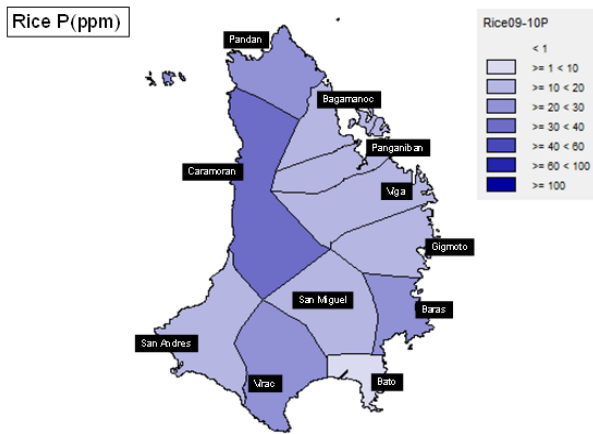 Rice P(ppm)
Rice09-10P
< 1
>= 1 < 10
>= 10 < 20
>= 20 < 30
>= 30 < 40
>= 40 < 60
>= 60 < 100
>= 100
Pandan
Bagamanoc
Panganiban
Caramoran
Viga
Gigmoto
San Miguel
Baras
San Andres
Virac
Bato